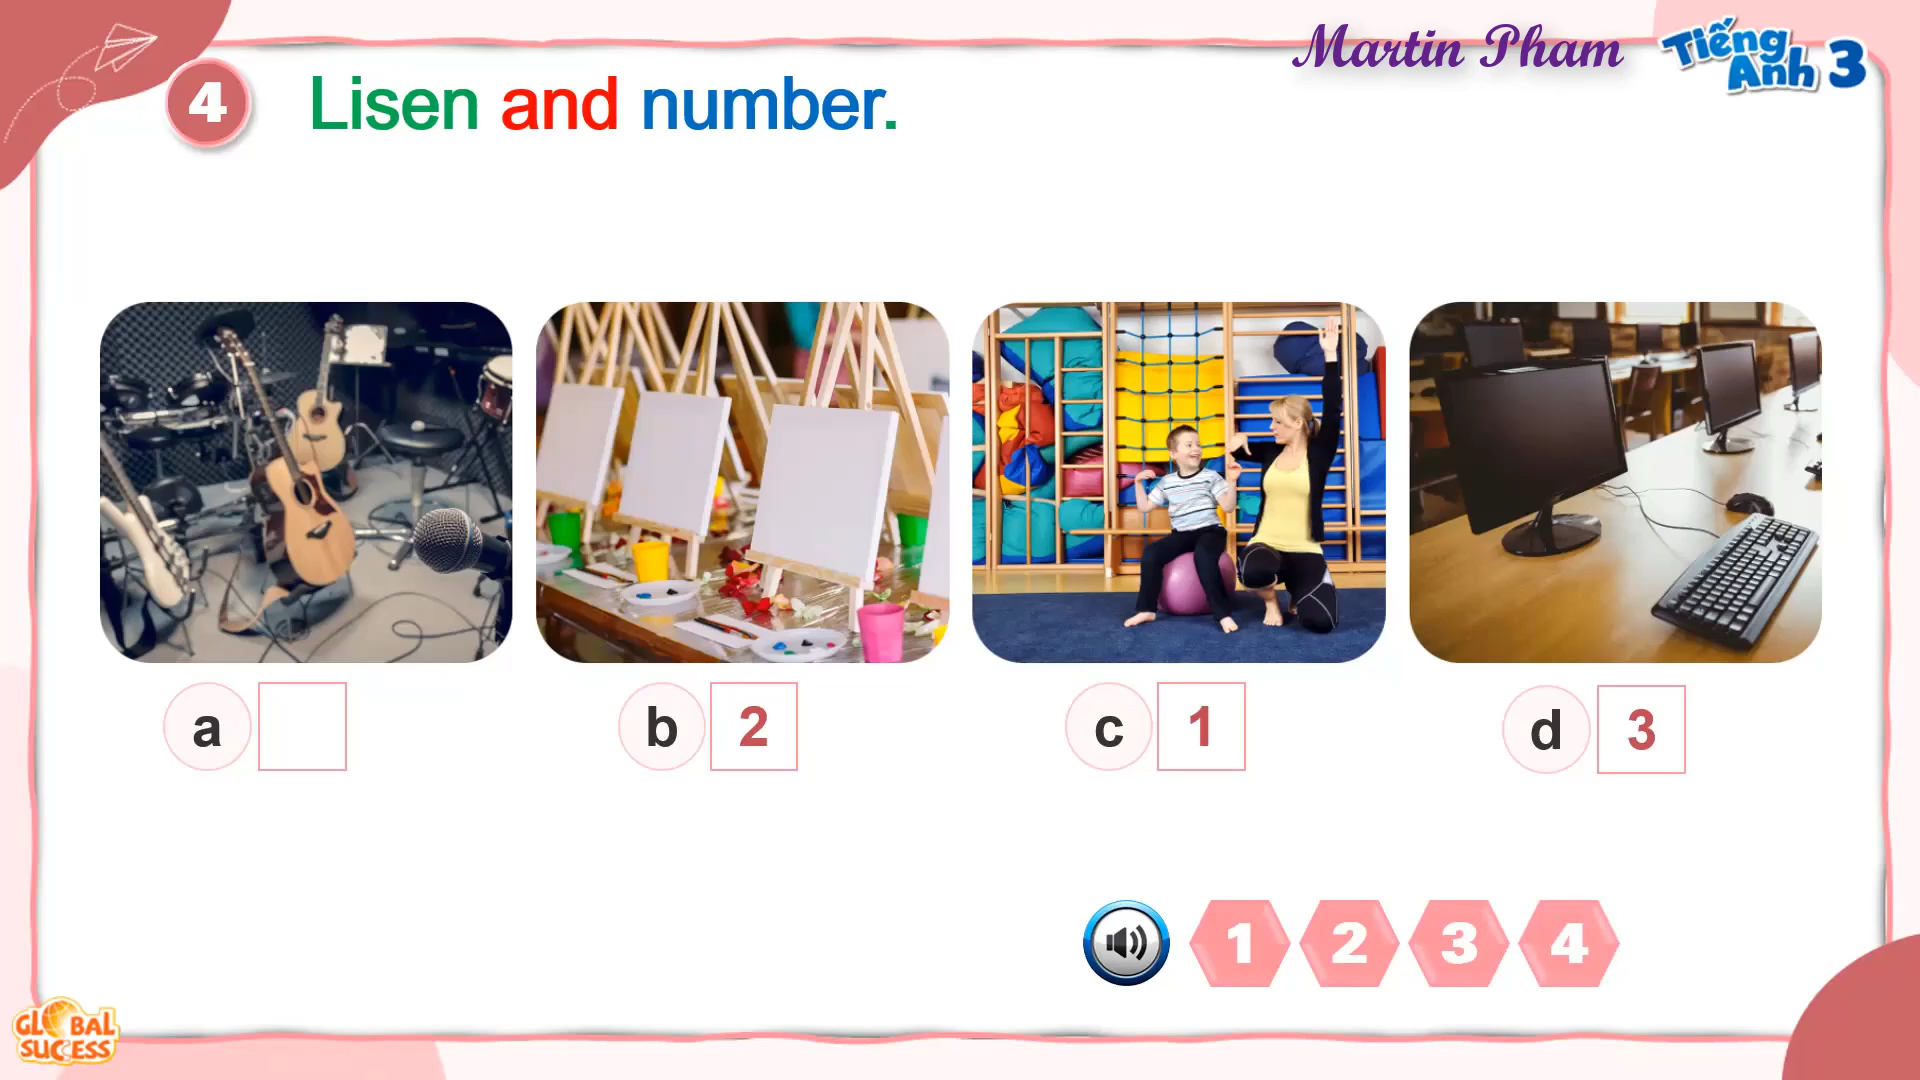 Martin Pham
Tiếng Anh 3
4 Lisen and number.
a
b 2
c 1
d 3
1 2 3 4
GLOBAL SUCCESS